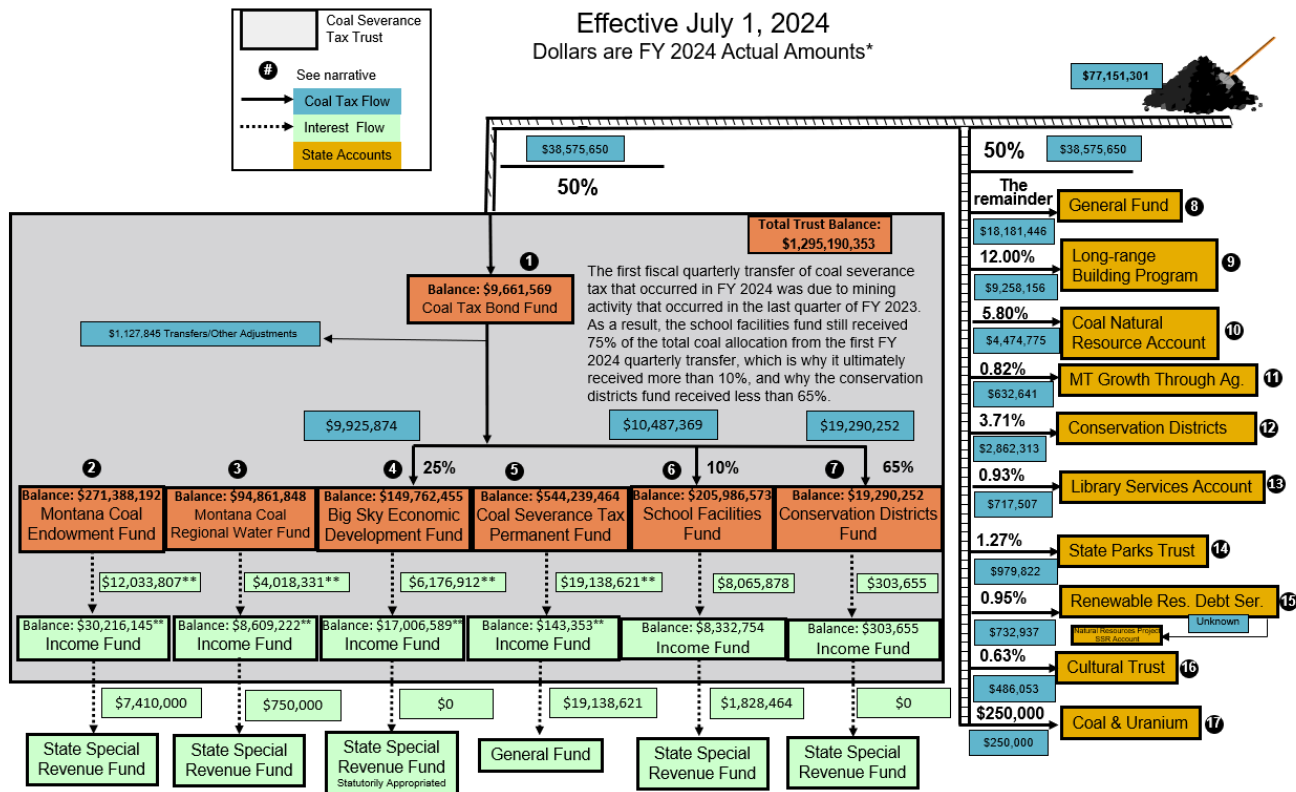 Effective July 1, 2024
Dollars are FY 2024 Actual Amounts*
Coal Severance
Tax Trust
#
See narrative
Coal Tax Flow
Interest Flow
State Accounts
$77,151,301
$38,575,650
50%
50%
$38,575,650
Total Trust Balance:
$1,295,190,353
1
Balance: $9,661,569
Coal Tax Bond Fund
$1,127,845 Transfers/Other Adjustments
The first fiscal quarterly transfer of coal severance
tax that occurred in FY 2024 was due to mining
activity that occurred in the last quarter of FY 2023.
As a result, the school facilities fund still received
75% of the total coal allocation from the first FY
2024 quarterly transfer, which is why it ultimately
received more than 10%, and why the conservation
districts fund received less than 65%.
$9,925,874
$10,487,369
$19,290,252
2
3
4
25%
5
6
10%
7
65%
Balance: $271,388,192
Montana Coal
Endowment Fund
Balance: $94,861,848
Montana Coal
Regional Water Fund
Balance: $149,762,455
Big Sky Economic
Development Fund
Balance: $544,239,464
Coal Severance Tax
Permanent Fund
Balance: $205,986,573
School Facilities
Fund
Balance: $19,290,252
Conservation Districts
Fund
$12,033,807**
$4,018,331**
$6,176,912**
$19,138,621**
$8,065,878
$303,655
Balance: $30,216,145**
Income Fund
Balance: $8,609,222**
Income Fund
Balance: $17,006,589**
Income Fund
Balance: $143,353**
Income Fund
Balance: $8,332,754
Income Fund
Balance: $303,655
Income Fund
$7,410,000
$750,000
$0
$19,138,621
$1,828,464
$0
State Special
Revenue Fund
State Special
Revenue Fund
State Special
Revenue Fund
Statutorily Appropriated
General Fund
State Special
Revenue Fund
State Special
Revenue Fund
The
remainder
$18,181,446
General Fund
8
12.00%
$9,258,156
Long-range
Building Program
9
5.80%
$4,474,775
Coal Natural
Resource Account
10
0.82%
$632,641
MT Growth Through Ag.
11
3.71%
$2,862,313
Conservation Districts
12
0.93%
$717,507
Library Services Account
13
1.27%
$979,822
State Parks Trust
14
0.95%
$732,937
Renewable Res. Debt Ser.
15
Unknown
Natural Resources Project
SSR Account
0.63%
$486,053
Cultural Trust
16
$250,000
$250,000
Coal & Uranium
17